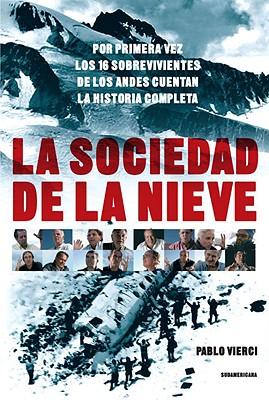 POR PRIMERA VEZ
LOS 16 SOBREVIVIENTES
DE LOS ANDES CUENTAN
LA HISTORIA COMPLETA
LA SOCIEDAD
DE LA NIEVE
PABLO VIERCI
SUDAMERICANA